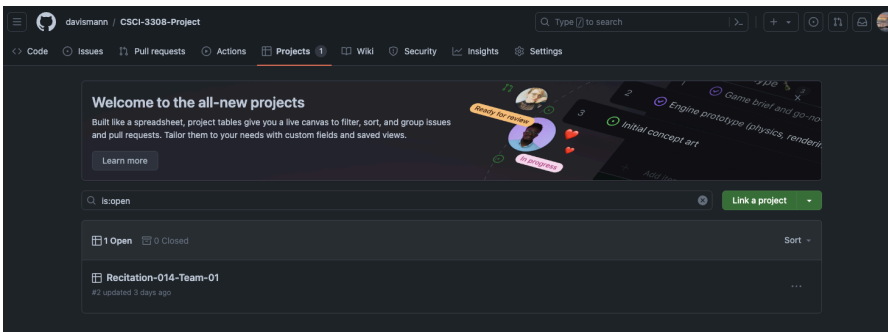 davismann / CSCI-3308-Project
Type / to search
Code Issues Pull requests Actions Projects 1 Wiki Security Insights Settings
Welcome to the all-new projects
Built like a spreadsheet, project tables give you a live canvas to filter, sort, and group issues
and pull requests. Tailor them to your needs with custom fields and saved views.
Learn more
Ready for review
In progress
2
3
Game brief and go-no-
Engine prototype (physics, renderin
Initial concept art
is:open
Link a project
1 Open 0 Closed
Sort
Recitation-014-Team-01
#2 updated 3 days ago